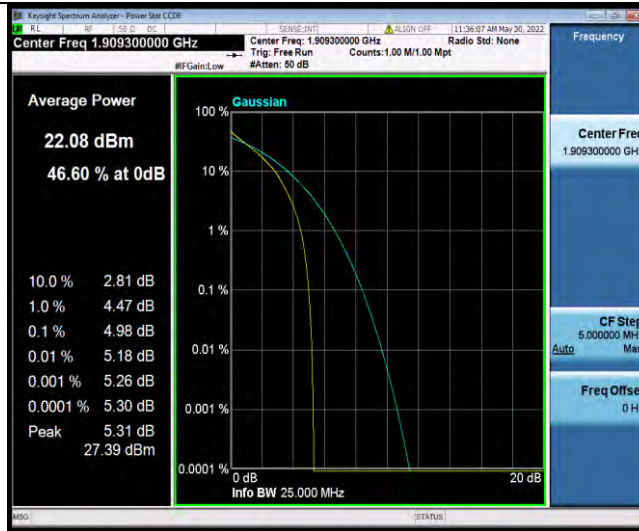 Keysight Spectrum Analyzer - Power Stat CCDF
RL RF 50 Ω DC SENSE:INT ALIGN OFF 11:36:07 AM May 30, 2022
Center Freq 1.909300000 GHz
Center Freq: 1.909300000 GHz Radio Std: None
Trig: Free Run Counts:1.00 M/1.00 Mpt
#IFGain:Low #Atten: 50 dB
Frequency
Average Power
22.08 dBm
46.60 % at 0dB
10.0 % 2.81 dB
1.0 % 4.47 dB
0.1 % 4.98 dB
0.01 % 5.18 dB
0.001 % 5.26 dB
0.0001 % 5.30 dB
Peak 5.31 dB
27.39 dBm
Gaussian
100 %
10 %
1 %
0.1 %
0.01 %
0.001 %
0.0001 %
0 dB 20 dB
Info BW 25.000 MHz
Center Fre
1.909300000 GH
CF Step
5.000000 MH
Auto Ma
Freq Offse
0 H
MSG STATUS